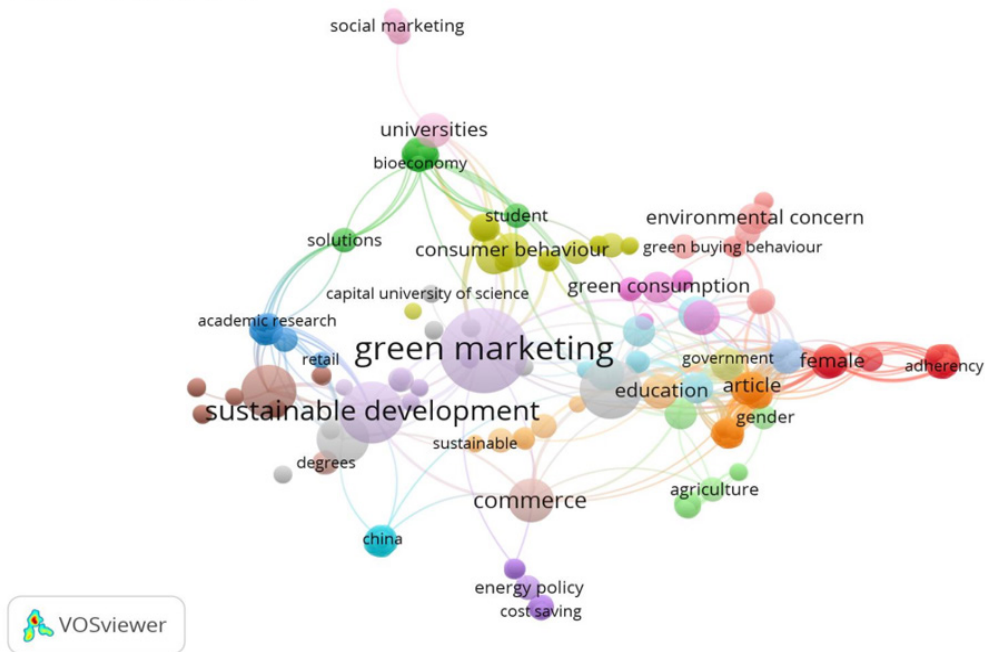 social marketing
universities
bioeconomy
student
environmental concern
solutions
consumer behaviour
green buying behaviour
green consumption
capital university of science
academic research
green marketing
retail
government
female
adherency
education
article
sustainable development
gender
sustainable
degrees
agriculture
commerce
china
energy policy
cost saving
VOSviewer